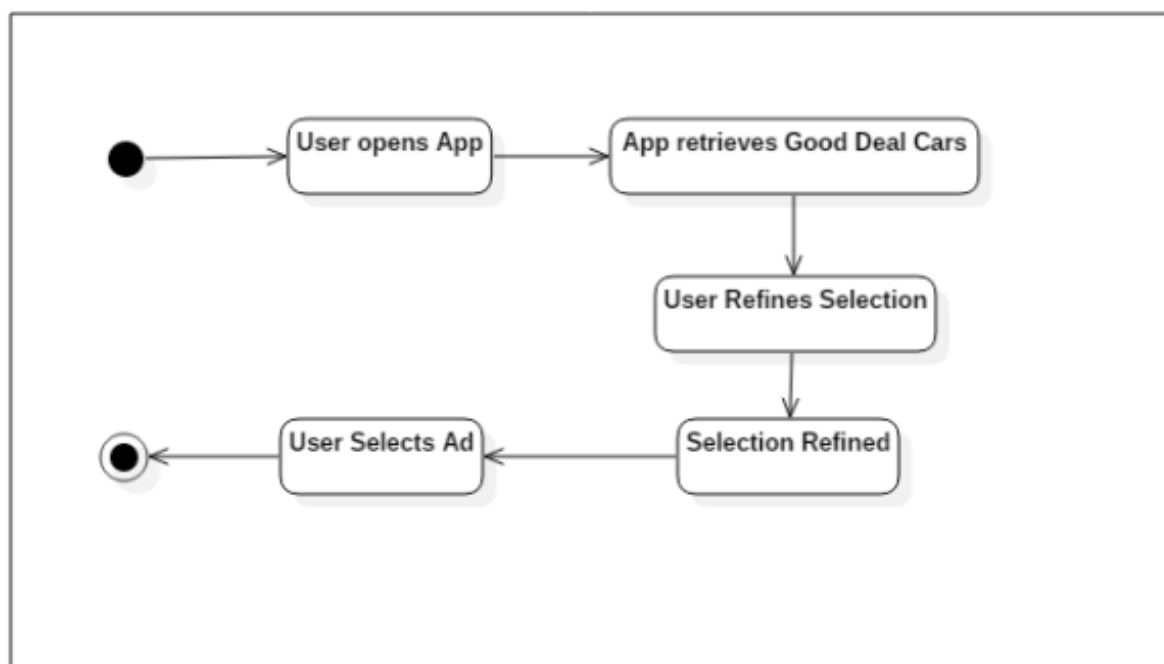 User opens App
App retrieves Good Deal Cars
User Refines Selection
Selection Refined
User Selects Ad